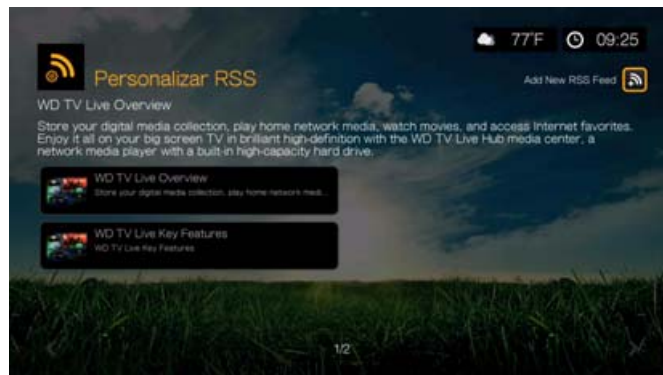 77°F 09:25
Personalizar RSS
Add New RSS Feed
WD TV Live Overview
Store your digital media collection, play home network media, watch movies, and access Internet favorites.
Enjoy it all on your big screen TV in brilliant high-definition with the WD TV Live Hub media center, a
network media player with a built-in high-capacity hard drive.
WD TV Live Overview
Store your digital media collection, play home network medi...
WD TV Live Key Features
WD TV Live Key Features
1/2